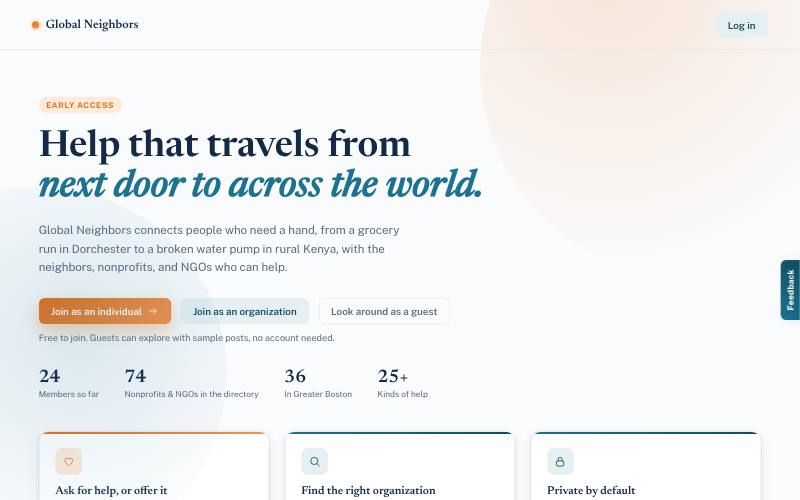 Global Neighbors
Log in
EARLY ACCESS
Help that travels from
next door to across the world.
Global Neighbors connects people who need a hand, from a grocery
run in Dorchester to a broken water pump in rural Kenya, with the
neighbors, nonprofits, and NGOs who can help.
Join as an individual →
Join as an organization
Look around as a guest
Free to join. Guests can explore with sample posts, no account needed.
24
Members so far
74
Nonprofits & NGOs in the directory
36
In Greater Boston
25+
Kinds of help
Feedback
Ask for help, or offer it
Find the right organization
Private by default